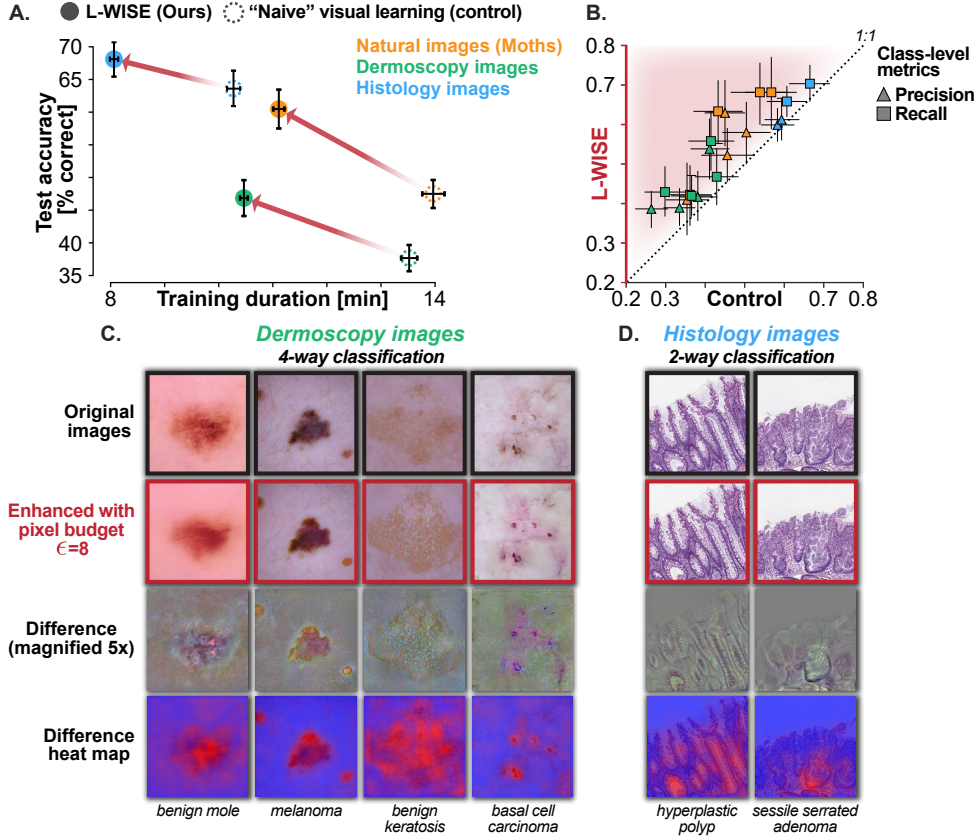 A.
L-WISE (Ours)
"Naive" visual learning (control)
Natural images (Moths)
Dermoscopy images
Histology images
Test accuracy
[% correct]
70
65
40
35
8
Training duration [min]
14
B.
1:1
Class-level
metrics
Precision
Recall
L-WISE
0.8
0.7
0.3
0.2
0.2
0.3
Control
0.7
0.8
C.
Dermoscopy images
4-way classification
D.
Histology images
2-way classification
Original
images
Enhanced with
pixel budget
ϵ=8
Difference
(magnified 5x)
Difference
heat map
benign mole
melanoma
benign
keratosis
basal cell
carcinoma
hyperplastic
polyp
sessile serrated
adenoma